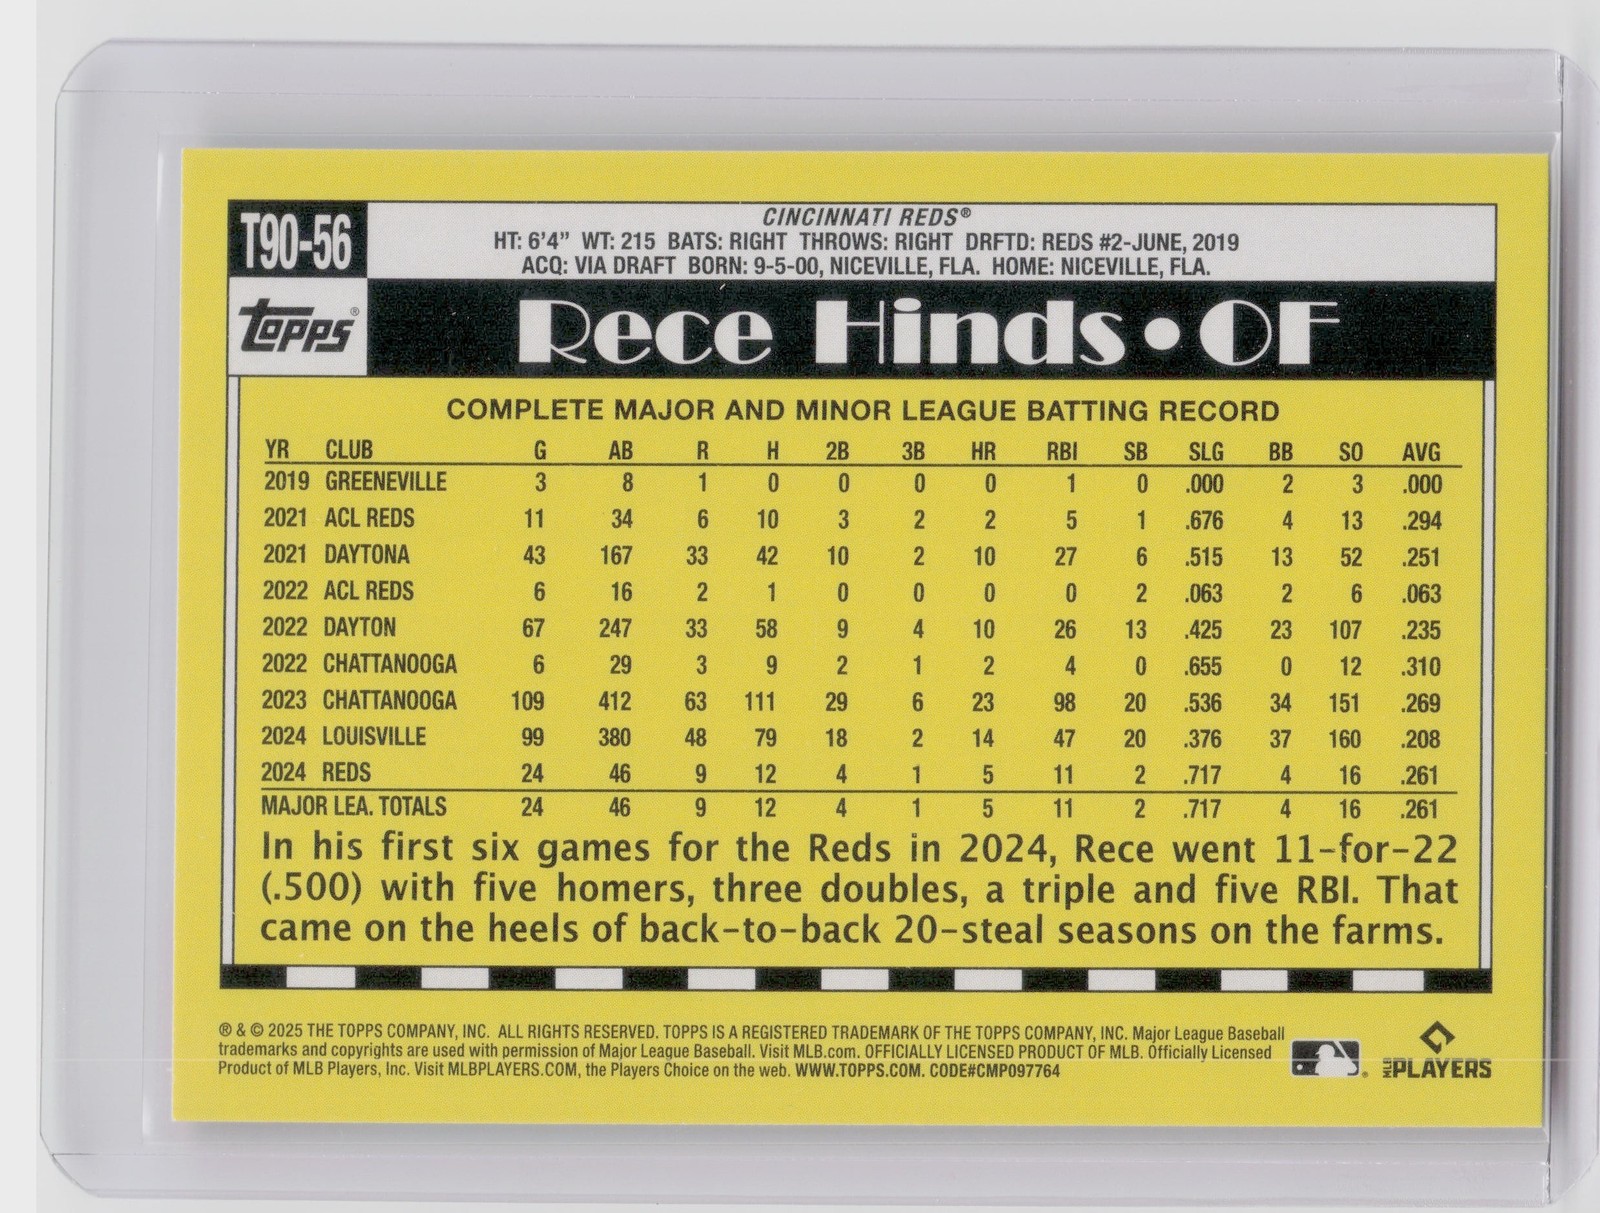 T90-56
CINCINNATI REDS®
HT: 6'4" WT: 215 BATS: RIGHT THROWS: RIGHT DRFTD: REDS #2-JUNE, 2019
ACQ: VIA DRAFT BORN: 9-5-00, NICEVILLE, FLA. HOME: NICEVILLE, FLA.
Topps®
Rece Hinds • OF
COMPLETE MAJOR AND MINOR LEAGUE BATTING RECORD
YR CLUB G AB R H 2B 3B HR RBI SB SLG BB SO AVG
2019 GREENEVILLE 3 8 1 0 0 0 0 1 0 .000 2 3 .000
2021 ACL REDS 11 34 6 10 3 2 2 5 1 .676 4 13 .294
2021 DAYTONA 43 167 33 42 10 2 10 27 6 .515 13 52 .251
2022 ACL REDS 6 16 2 1 0 0 0 0 2 .063 2 6 .063
2022 DAYTON 67 247 33 58 9 4 10 26 13 .425 23 107 .235
2022 CHATTANOOGA 6 29 3 9 2 1 2 4 0 .655 0 12 .310
2023 CHATTANOOGA 109 412 63 111 29 6 23 98 20 .536 34 151 .269
2024 LOUISVILLE 99 380 48 79 18 2 14 47 20 .376 37 160 .208
2024 REDS 24 46 9 12 4 1 5 11 2 .717 4 16 .261
MAJOR LEA. TOTALS 24 46 9 12 4 1 5 11 2 .717 4 16 .261
In his first six games for the Reds in 2024, Rece went 11-for-22
(.500) with five homers, three doubles, a triple and five RBI. That
came on the heels of back-to-back 20-steal seasons on the farms.
® & © 2025 THE TOPPS COMPANY, INC. ALL RIGHTS RESERVED. TOPPS IS A REGISTERED TRADEMARK OF THE TOPPS COMPANY, INC. Major League Baseball
trademarks and copyrights are used with permission of Major League Baseball. Visit MLB.com. OFFICIALLY LICENSED PRODUCT OF MLB. Officially Licensed
Product of MLB Players, Inc. Visit MLBPLAYERS.COM, the Players Choice on the web. WWW.TOPPS.COM. CODE#CMP097764
MLB PLAYERS